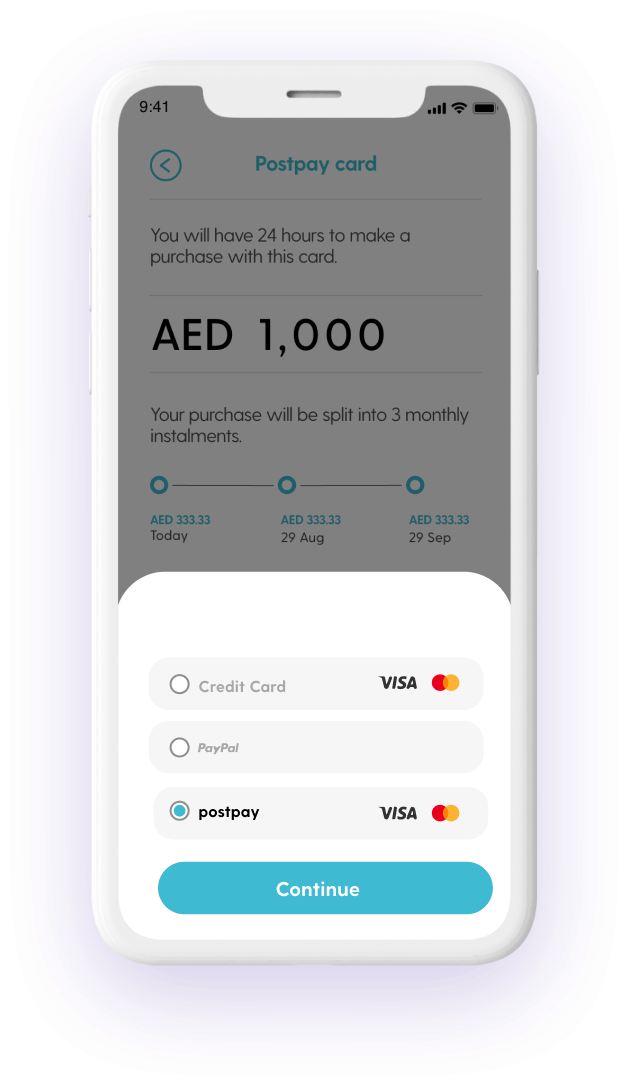 9:41
Postpay card
You will have 24 hours to make a
purchase with this card.
AED 1,000
Your purchase will be split into 3 monthly
instalments.
AED 333.33 AED 333.33 AED 333.33
Today 29 Aug 29 Sep
Credit Card VISA
PayPal
postpay VISA
Continue